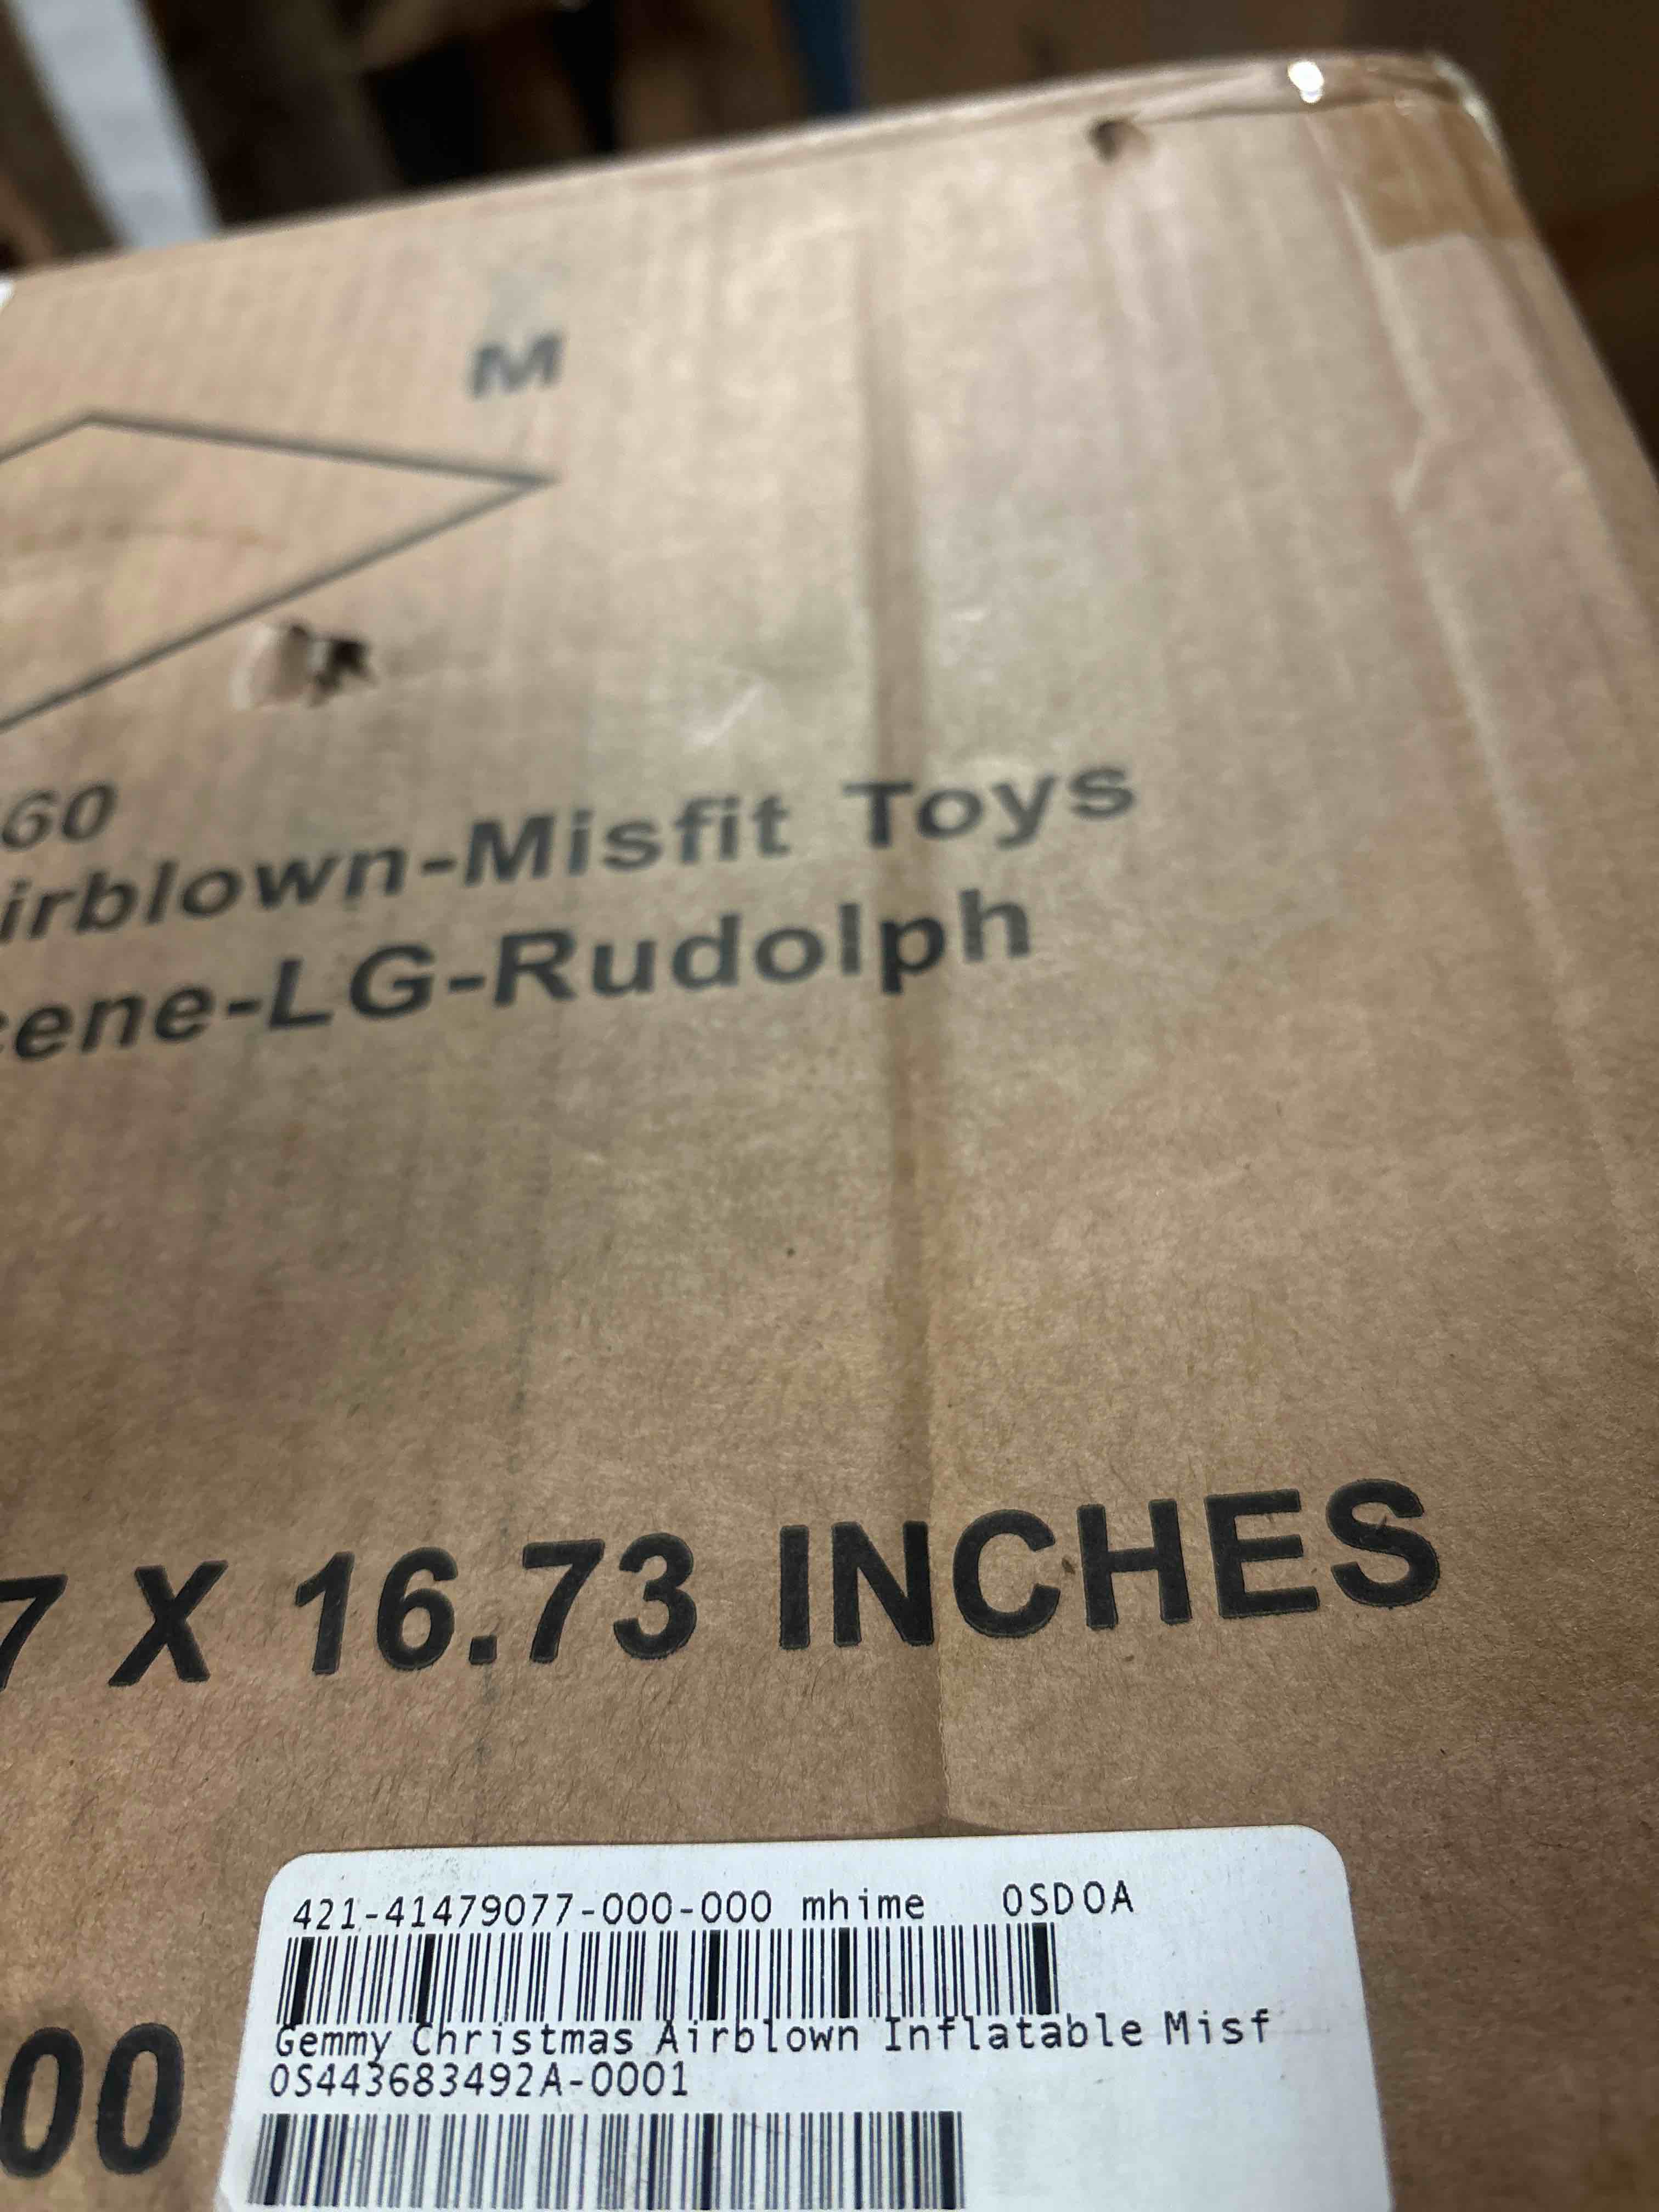 M
60
irblown-Misfit Toys
cene-LG-Rudolph
7 X 16.73 INCHES
421-41479077-000-000 mhime OSDOA
Gemmy Christmas Airblown Inflatable Misf
OS443683492A-0001
00